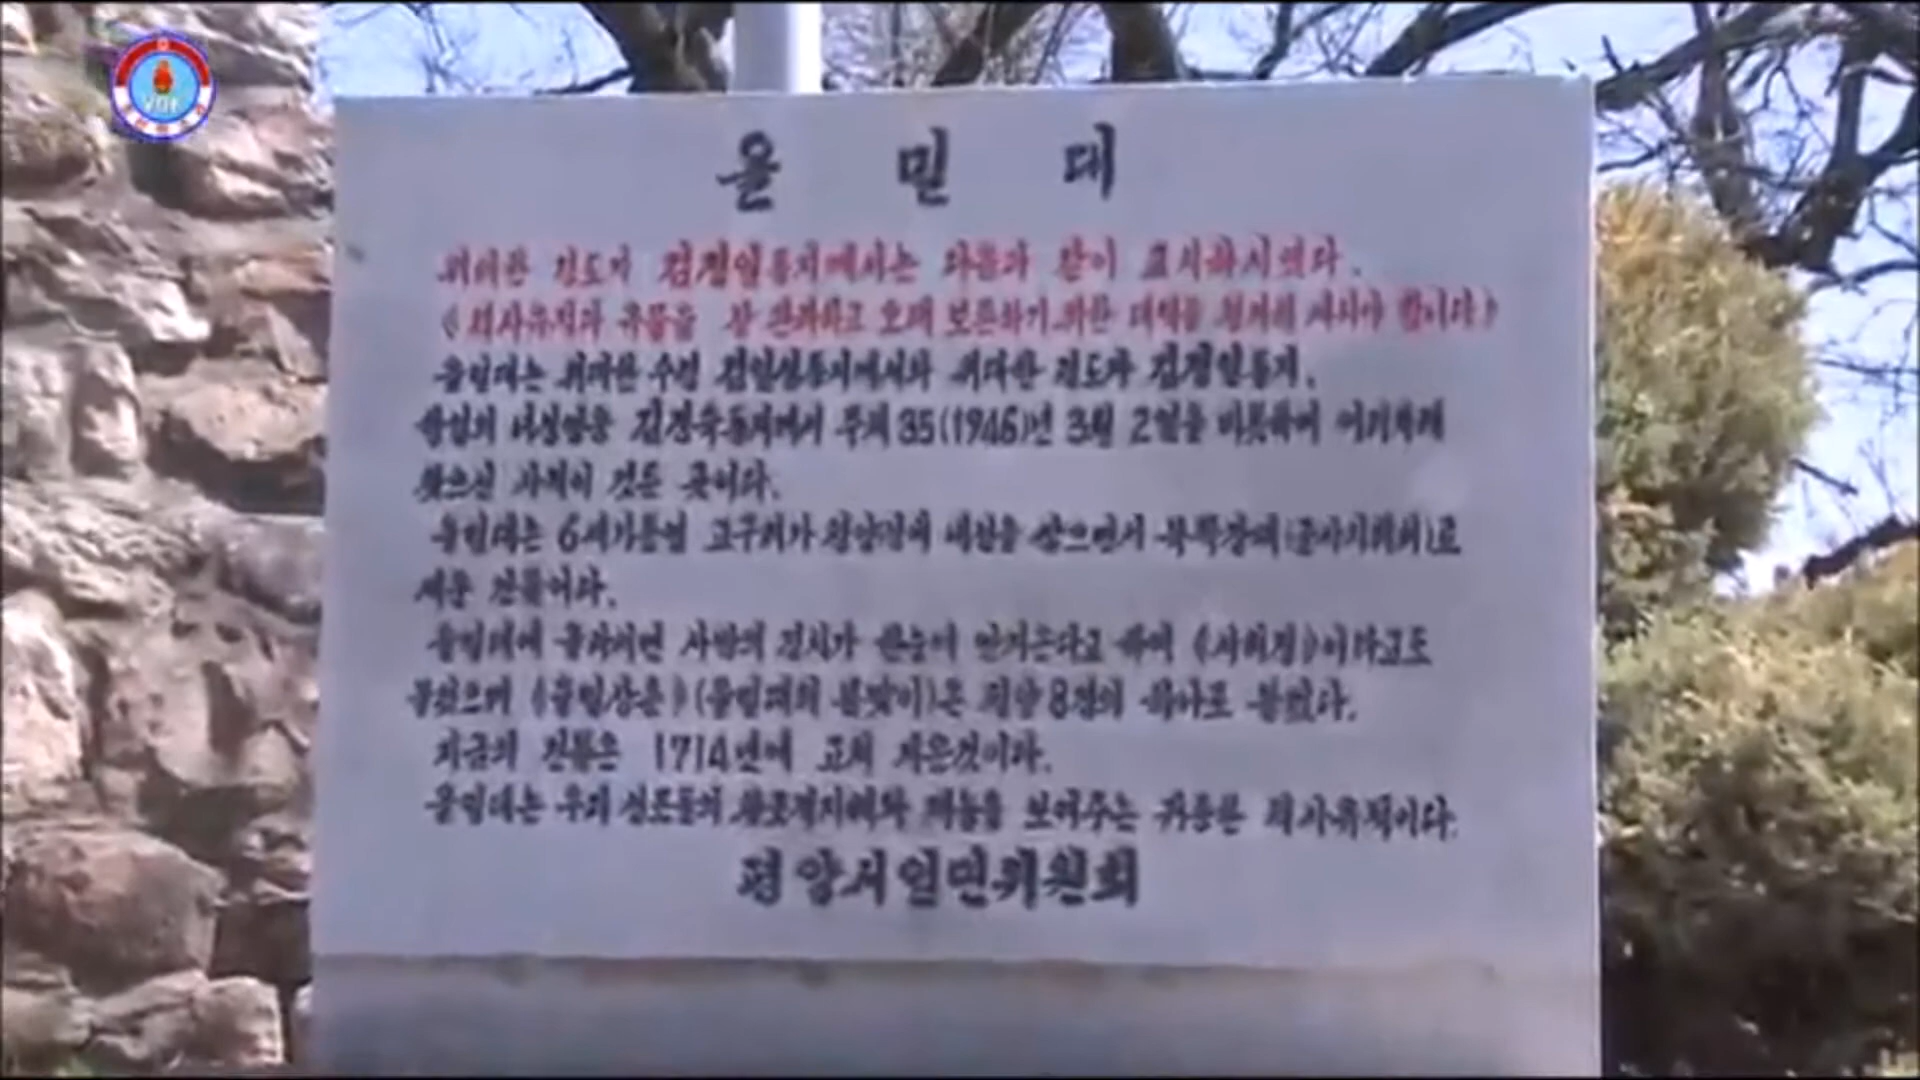 을밀대
위대한 령도자 김정일동지께서는 다음과 같이 교시하시였다.
《력사유적과 유물을 잘 관리하고 오래 보존하기 위한 대책을 철저히 세워야 합니다》
을밀대는 위대한 수령 김일성동지께서와 위대한 령도자 김정일동지,
항일의 녀성영웅 김정숙동지께서 주체35(1946)년 3월 2일을 비롯하여 여러차례
찾으신 사적이 깃든 곳이다.
을밀대는 6세기중엽 고구려가 평양성의 내성을 쌓으면서 북쪽장대(군사지휘처)로
세운 건물이다.
을밀대에 올라서면 사방의 경치가 한눈에 안겨온다고 하여 《사허정》이라고도
불렀으며 《을밀상춘》(을밀대의 봄맞이)은 평양8경의 하나로 불렀다.
지금의 건물은 1714년에 고쳐 지은것이다.
을밀대는 우리 선조들의 애국적지혜와 재능을 보여주는 귀중한 력사유적이다.
평양시인민위원회